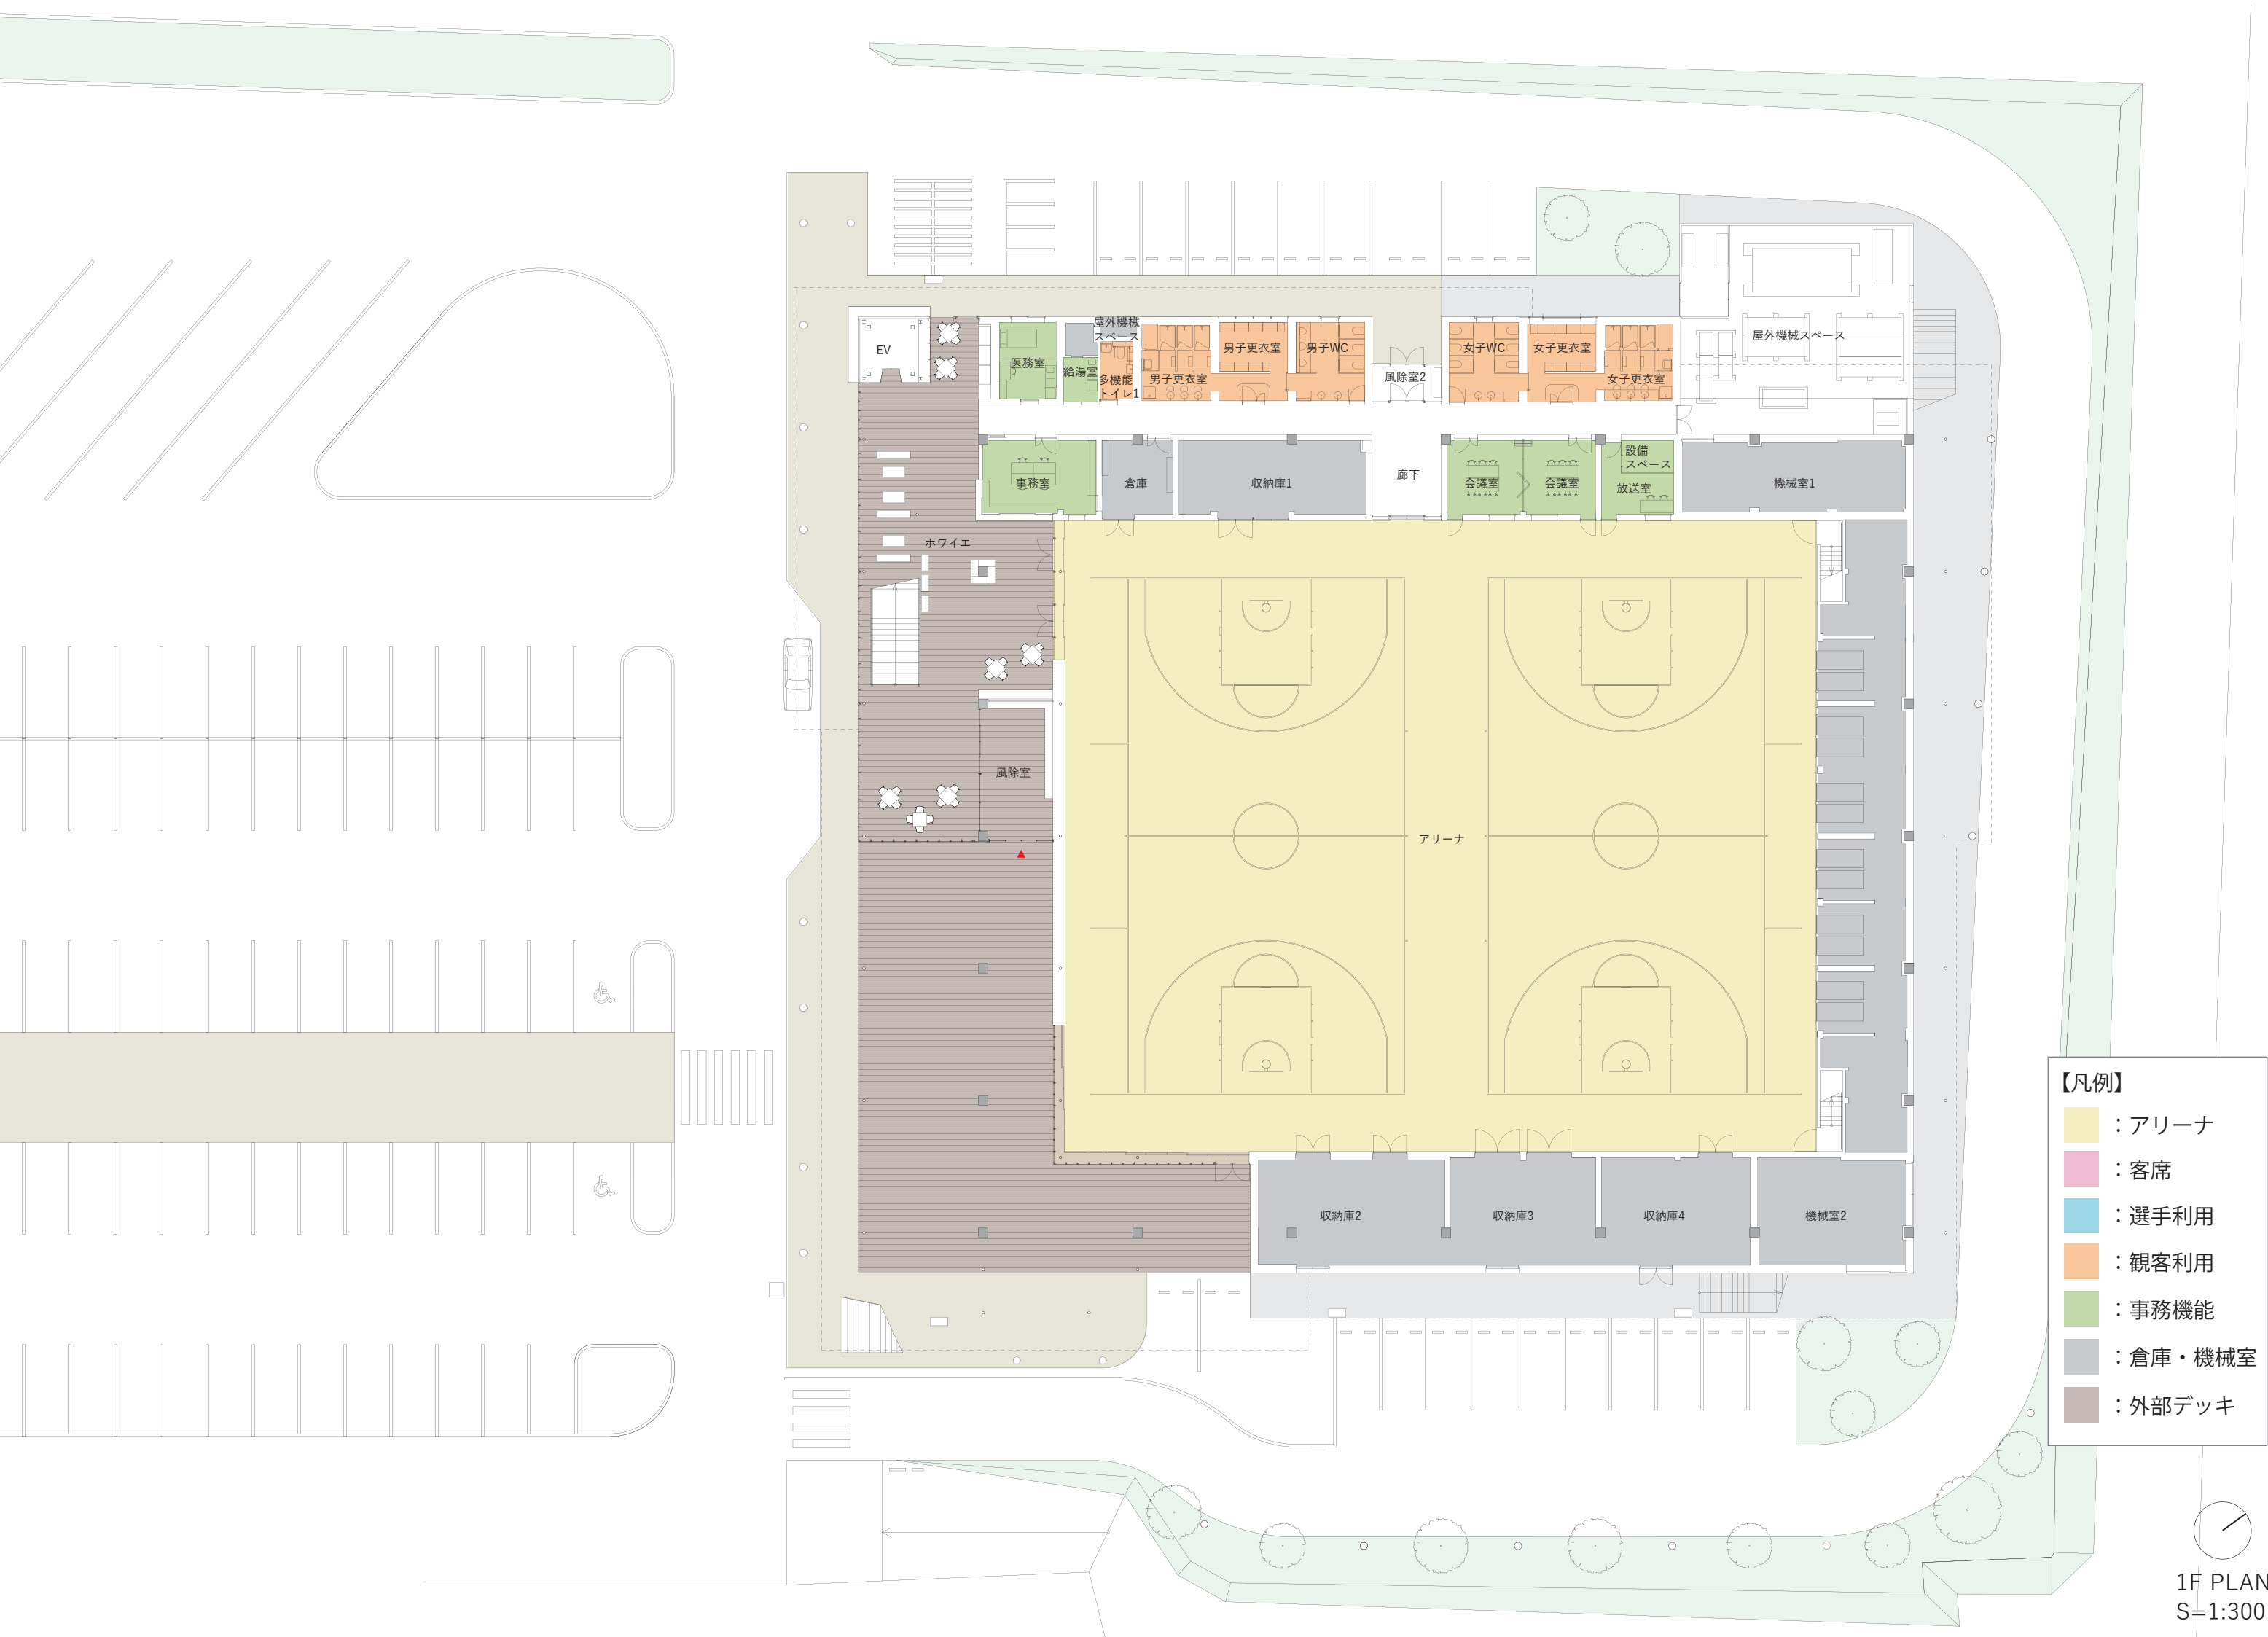 屋外機械
スペース
EV
医務室
給湯室
多機能
トイレ1
男子更衣室
男子更衣室
男子WC
風除室2
女子WC
女子更衣室
女子更衣室
屋外機械スペース
事務室
倉庫
収納庫1
廊下
会議室
会議室
設備
スペース
放送室
機械室1
ホワイエ
風除室
アリーナ
収納庫2
収納庫3
収納庫4
機械室2
【凡例】
：アリーナ
：客席
：選手利用
：観客利用
：事務機能
：倉庫・機械室
：外部デッキ
1F PLAN
S=1:300